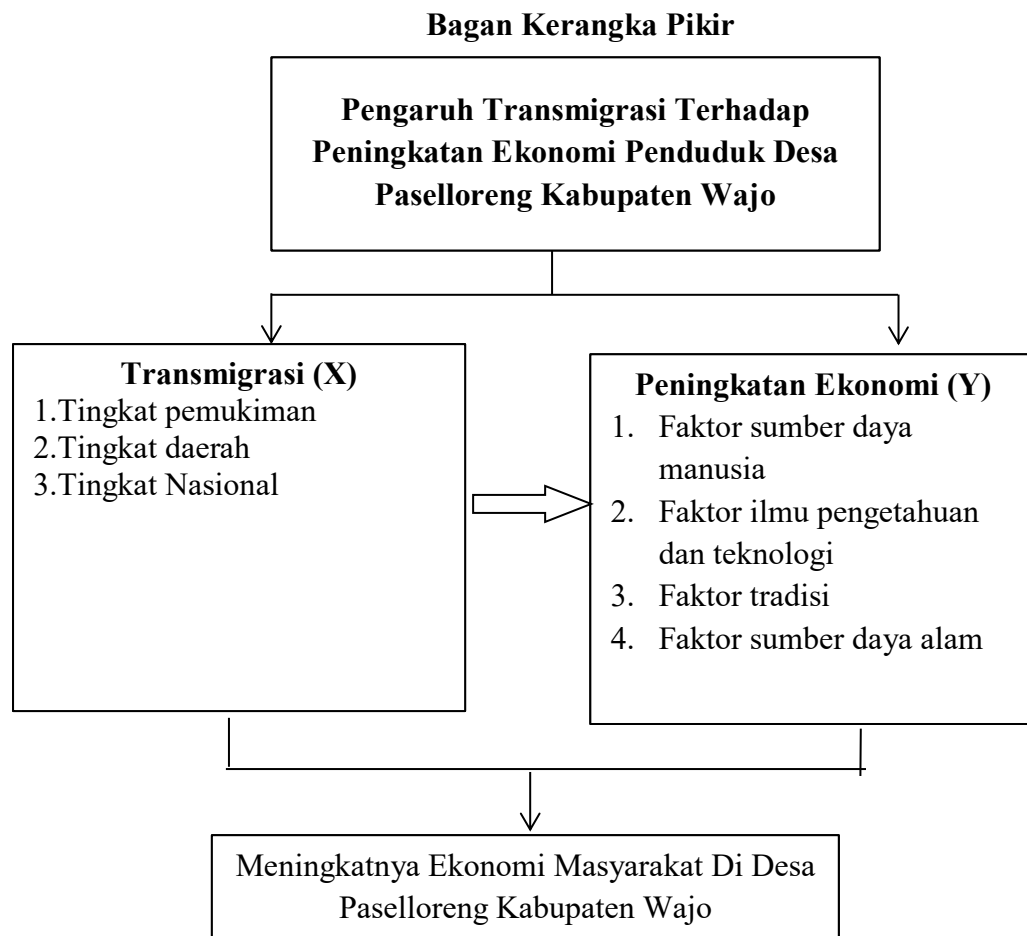 Bagan Kerangka Pikir
Pengaruh Transmigrasi Terhadap
Peningkatan Ekonomi Penduduk Desa
Paselloreng Kabupaten Wajo
Transmigrasi (X)
1.Tingkat pemukiman
2.Tingkat daerah
3.Tingkat Nasional
Peningkatan Ekonomi (Y)
1. Faktor sumber daya
manusia
2. Faktor ilmu pengetahuan
dan teknologi
3. Faktor tradisi
4. Faktor sumber daya alam
Meningkatnya Ekonomi Masyarakat Di Desa
Paselloreng Kabupaten Wajo